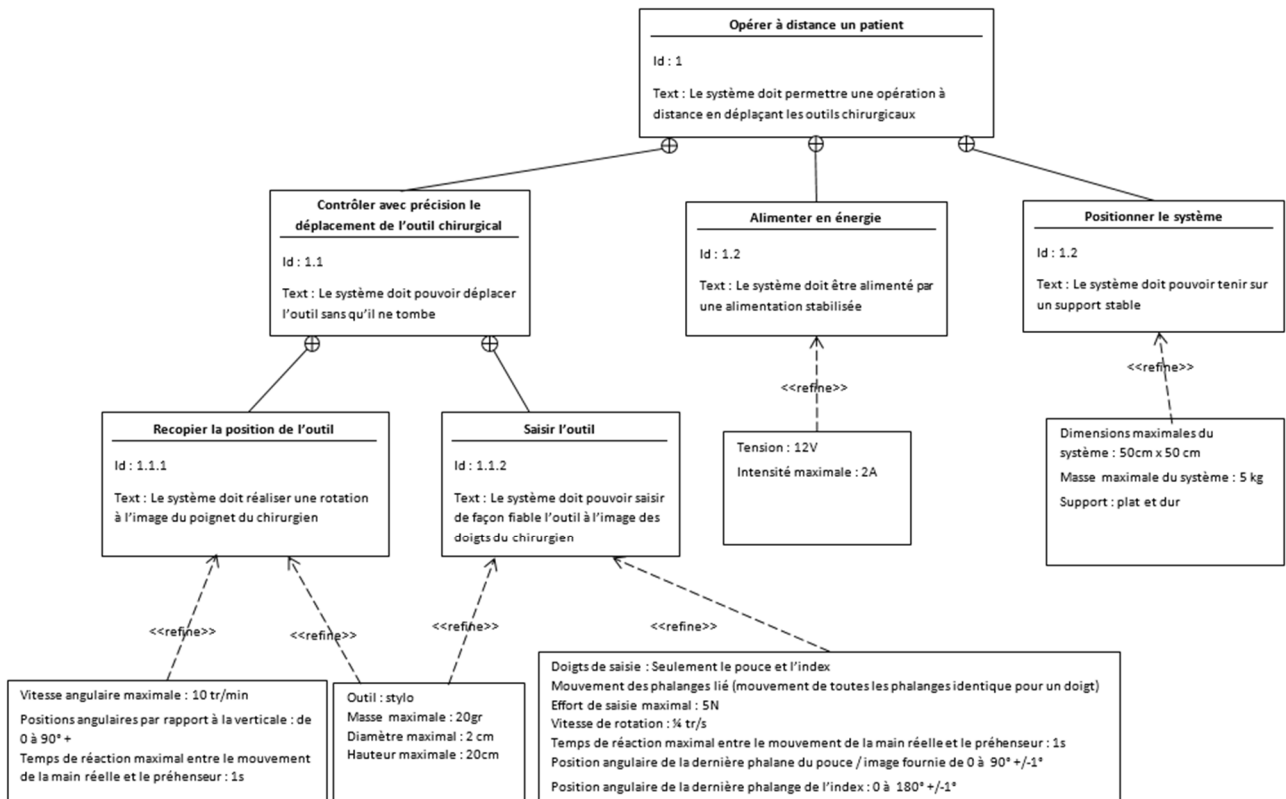 Opérer à distance un patient
Id : 1
Text : Le système doit permettre une opération à
distance en déplaçant les outils chirurgicaux
Contrôler avec précision le
déplacement de l'outil chirurgical
Id : 1.1
Text : Le système doit pouvoir déplacer
l'outil sans qu'il ne tombe
Alimenter en énergie
Id : 1.2
Text : Le système doit être alimenté par
une alimentation stabilisée
Positionner le système
Id : 1.2
Text : Le système doit pouvoir tenir sur
un support stable
<<refine>>
<<refine>>
Recopier la position de l'outil
Id : 1.1.1
Text : Le système doit réaliser une rotation
à l'image du poignet du chirurgien
Saisir l'outil
Id : 1.1.2
Text : Le système doit pouvoir saisir
de façon fiable l'outil à l'image des
doigts du chirurgien
Tension : 12V
Intensité maximale : 2A
Dimensions maximales du
système : 50cm x 50 cm
Masse maximale du système : 5 kg
Support : plat et dur
<<refine>>
<<refine>>
<<refine>>
<<refine>>
Vitesse angulaire maximale : 10 tr/min
Positions angulaires par rapport à la verticale : de
0 à 90° +
Temps de réaction maximal entre le mouvement
de la main réelle et le préhenseur : 1s
Outil : stylo
Masse maximale : 20gr
Diamètre maximal : 2 cm
Hauteur maximale : 20cm
Doigts de saisie : Seulement le pouce et l'index
Mouvement des phalanges lié (mouvement de toutes les phalanges identique pour un doigt)
Effort de saisie maximal : 5N
Vitesse de rotation : ¼ tr/s
Temps de réaction maximal entre le mouvement de la main réelle et le préhenseur : 1s
Position angulaire de la dernière phalane du pouce / image fournie de 0 à 90° +/-1°
Position angulaire de la dernière phalange de l'index : 0 à 180° +/-1°